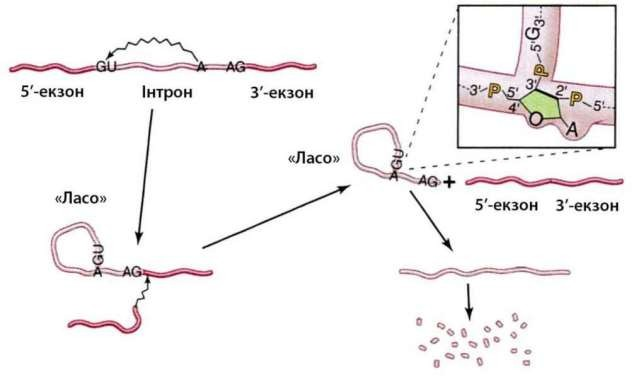 GU A AG
5′-екзон Інтрон 3′-екзон
«Ласо»
GU
A AG
«Ласо»
GU
A AG +
5′-екзон 3′-екзон
5′ G 3′
P
3′ P 5′ 3′ 2′ P 5′
4′ O A